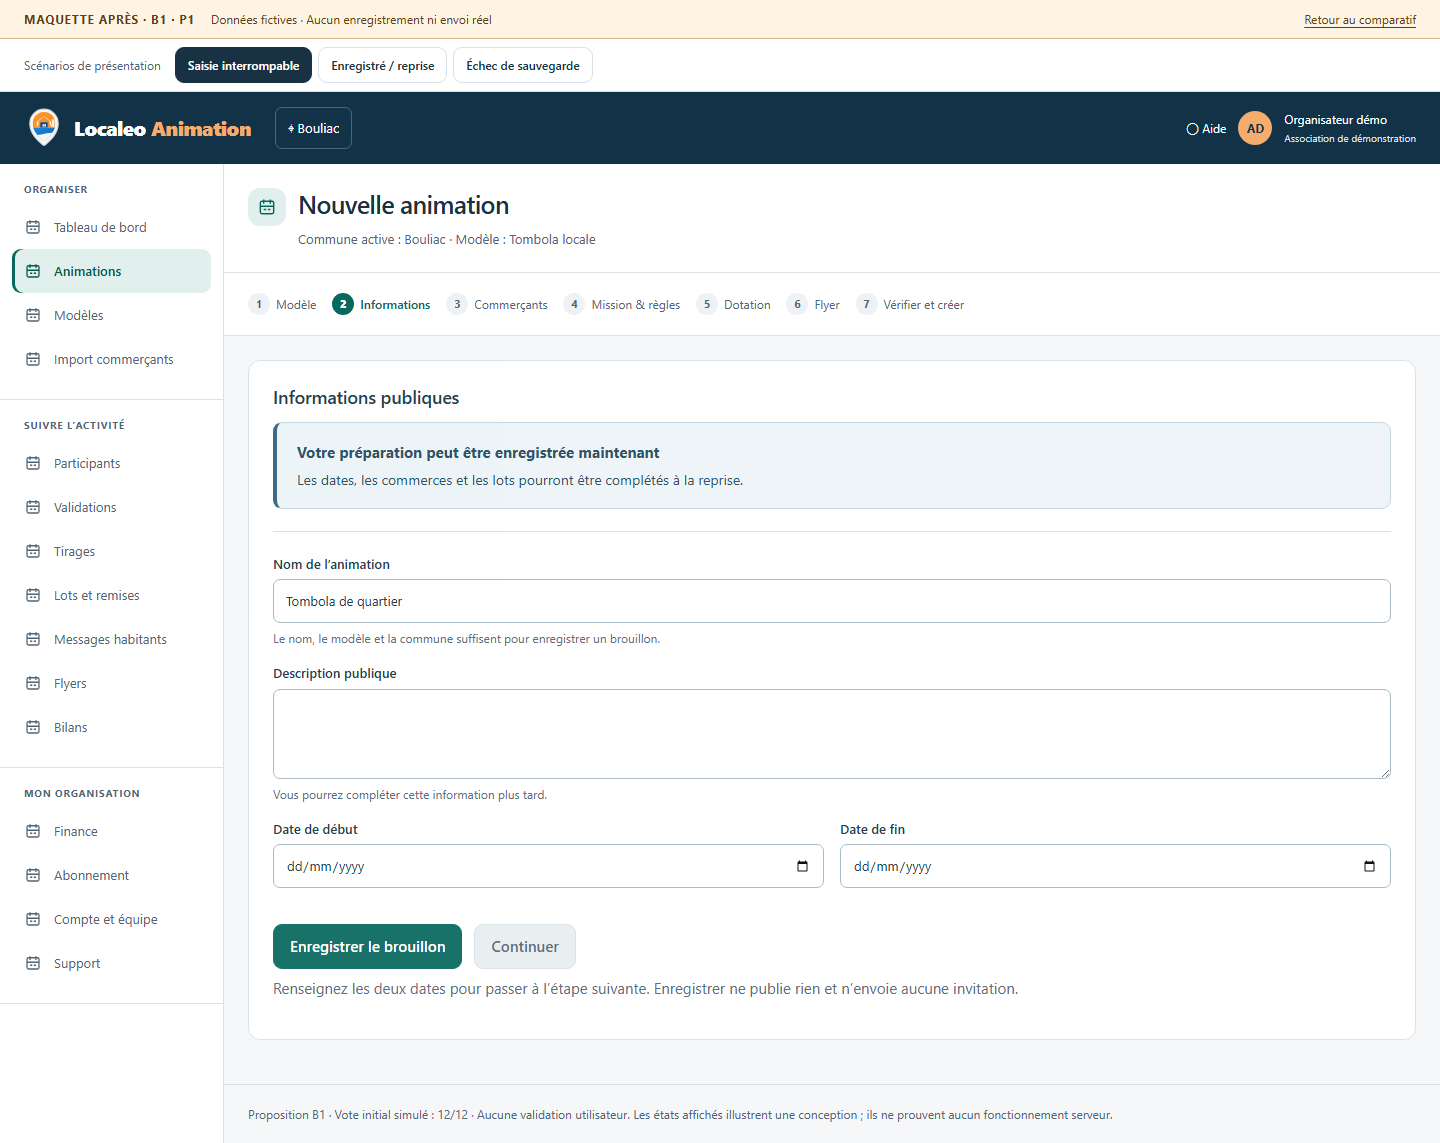 MAQUETTE APRÈS · B1 · P1 Données fictives · Aucun enregistrement ni envoi réel Retour au comparatif
Scénarios de présentation Saisie interrompable Enregistré / reprise Échec de sauvegarde
Localeo Animation Bouliac Aide AD Organisateur démo
Association de démonstration
ORGANISER
Tableau de bord
Animations
Modèles
Import commerçants
SUIVRE L’ACTIVITÉ
Participants
Validations
Tirages
Lots et remises
Messages habitants
Flyers
Bilans
MON ORGANISATION
Finance
Abonnement
Compte et équipe
Support
Nouvelle animation
Commune active : Bouliac · Modèle : Tombola locale
1 Modèle 2 Informations 3 Commerçants 4 Mission & règles 5 Dotation 6 Flyer 7 Vérifier et créer
Informations publiques
Votre préparation peut être enregistrée maintenant
Les dates, les commerces et les lots pourront être complétés à la reprise.
Nom de l’animation
Tombola de quartier
Le nom, le modèle et la commune suffisent pour enregistrer un brouillon.
Description publique
Vous pourrez compléter cette information plus tard.
Date de début Date de fin
dd/mm/yyyy dd/mm/yyyy
Enregistrer le brouillon Continuer
Renseignez les deux dates pour passer à l’étape suivante. Enregistrer ne publie rien et n’envoie aucune invitation.
Proposition B1 · Vote initial simulé : 12/12 · Aucune validation utilisateur. Les états affichés illustrent une conception ; ils ne prouvent aucun fonctionnement serveur.